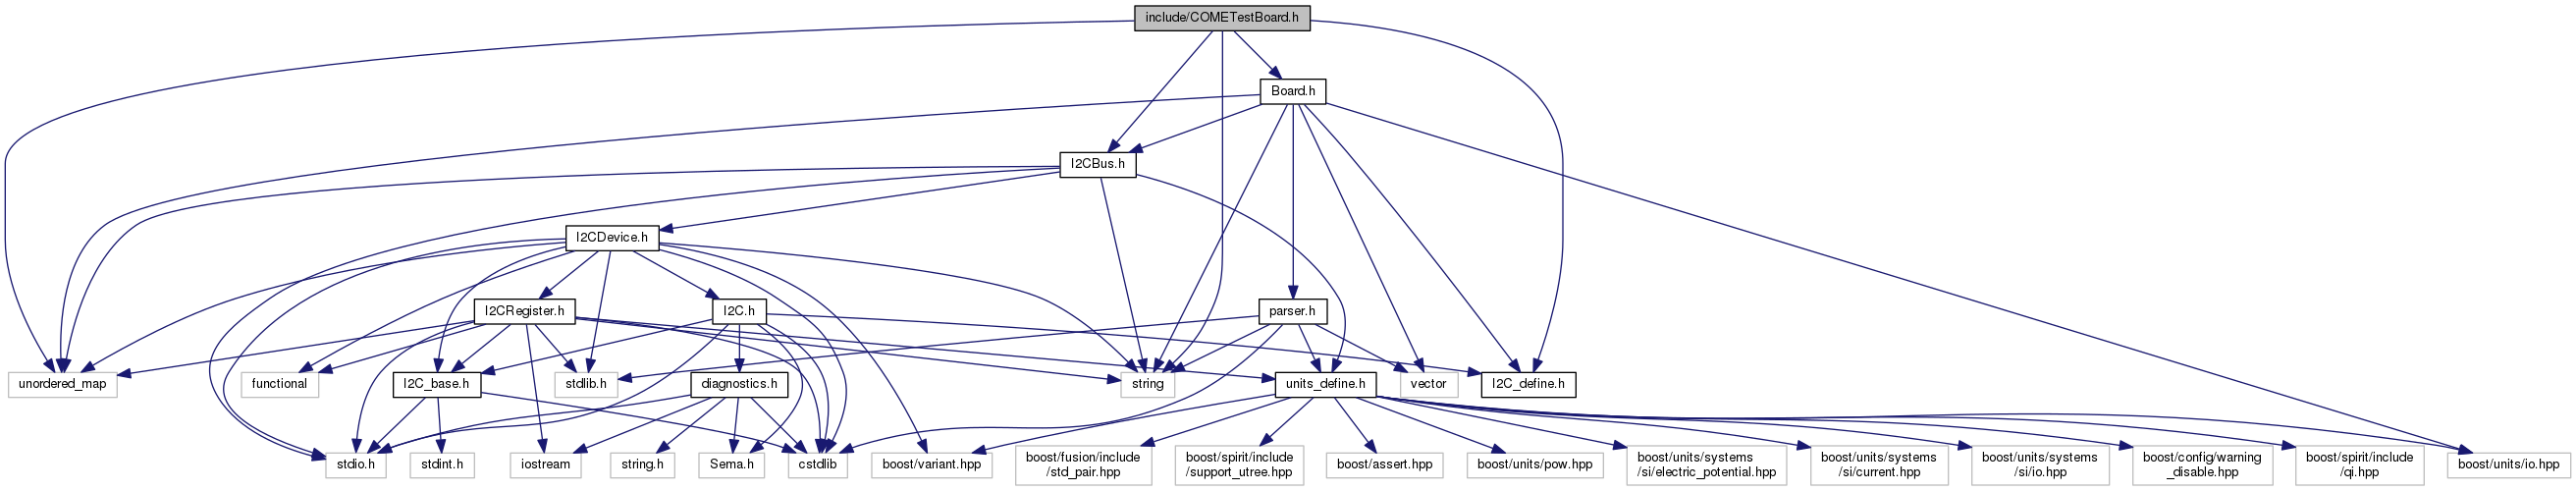 include/COMETestBoard.h
Board.h
I2CBus.h
I2CDevice.h
I2CRegister.h
I2C.h
parser.h
unordered_map
functional
I2C_base.h
stdlib.h
diagnostics.h
string
units_define.h
vector
I2C_define.h
stdio.h
stdint.h
iostream
string.h
Sema.h
cstdlib
boost/variant.hpp
boost/fusion/include
/std_pair.hpp
boost/spirit/include
/support_utree.hpp
boost/assert.hpp
boost/units/pow.hpp
boost/units/systems
/si/electric_potential.hpp
boost/units/systems
/si/current.hpp
boost/units/systems
/si/io.hpp
boost/config/warning
_disable.hpp
boost/spirit/include
/qi.hpp
boost/units/io.hpp